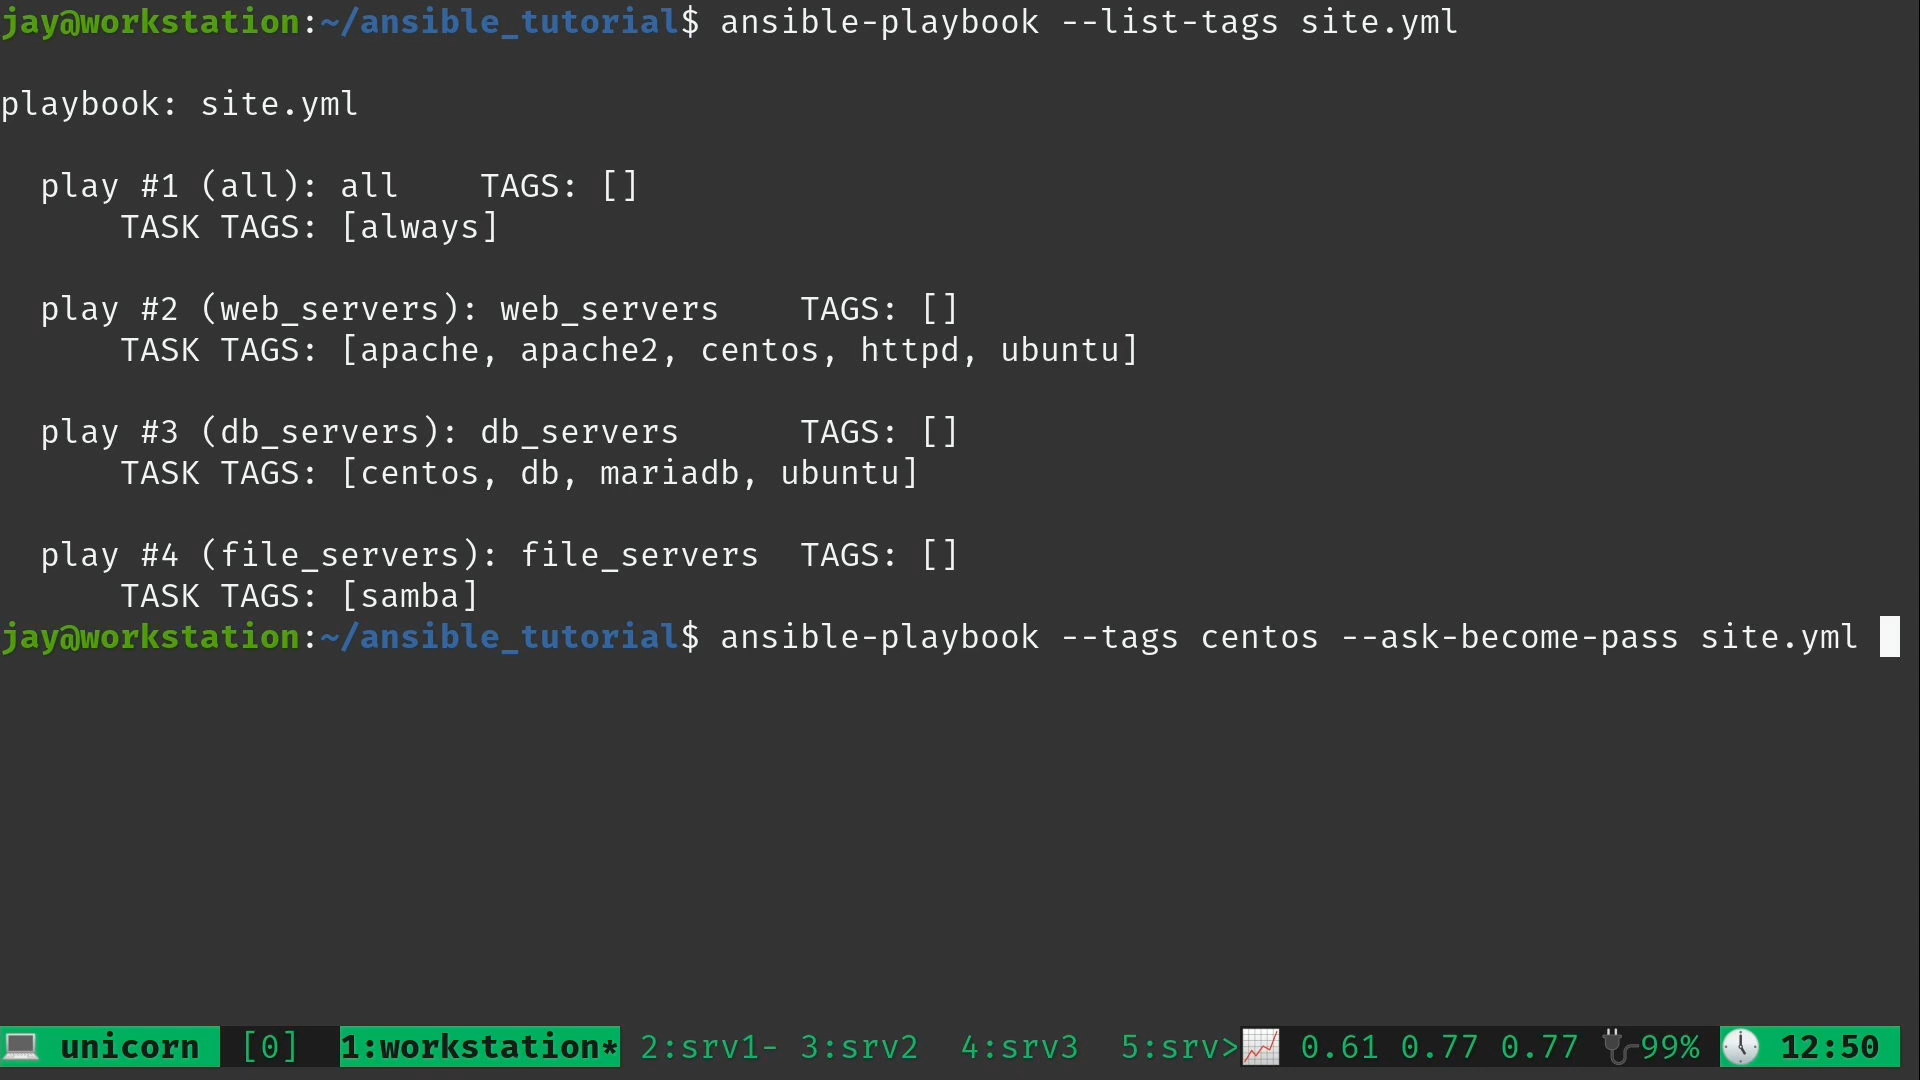 jay@workstation:~/ansible_tutorial$ ansible-playbook --list-tags site.yml
playbook: site.yml
play #1 (all): all TAGS: []
TASK TAGS: [always]
play #2 (web_servers): web_servers TAGS: []
TASK TAGS: [apache, apache2, centos, httpd, ubuntu]
play #3 (db_servers): db_servers TAGS: []
TASK TAGS: [centos, db, mariadb, ubuntu]
play #4 (file_servers): file_servers TAGS: []
TASK TAGS: [samba]
jay@workstation:~/ansible_tutorial$ ansible-playbook --tags centos --ask-become-pass site.yml
unicorn [0] 1:workstation* 2:srv1- 3:srv2 4:srv3 5:srv> 0.61 0.77 0.77 99% 12:50